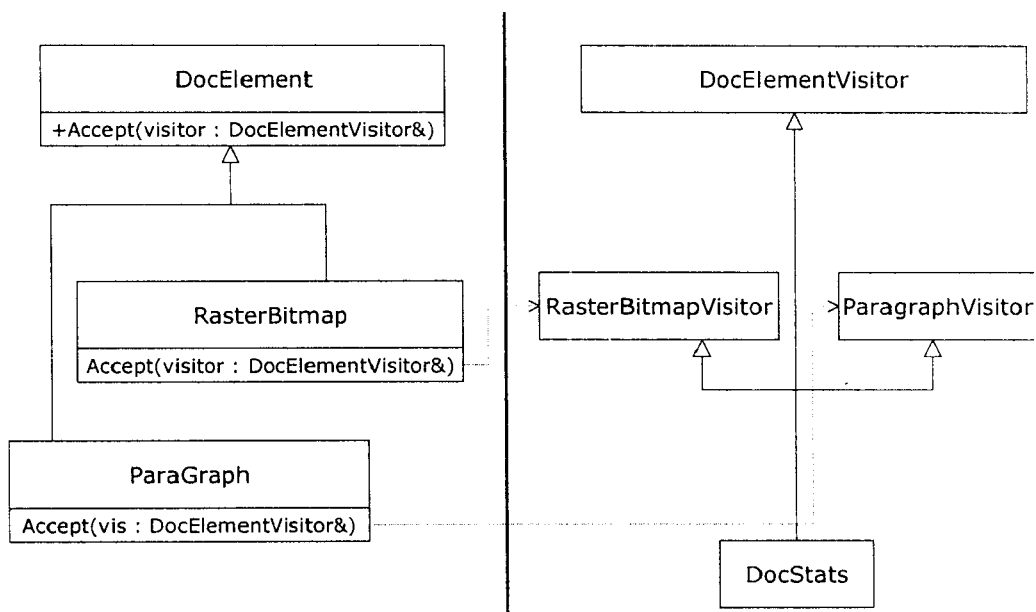 DocElement
+Accept(visitor : DocElementVisitor&)
RasterBitmap
Accept(visitor : DocElementVisitor&)
ParaGraph
Accept(vis : DocElementVisitor&)
DocElementVisitor
RasterBitmapVisitor
ParagraphVisitor
DocStats